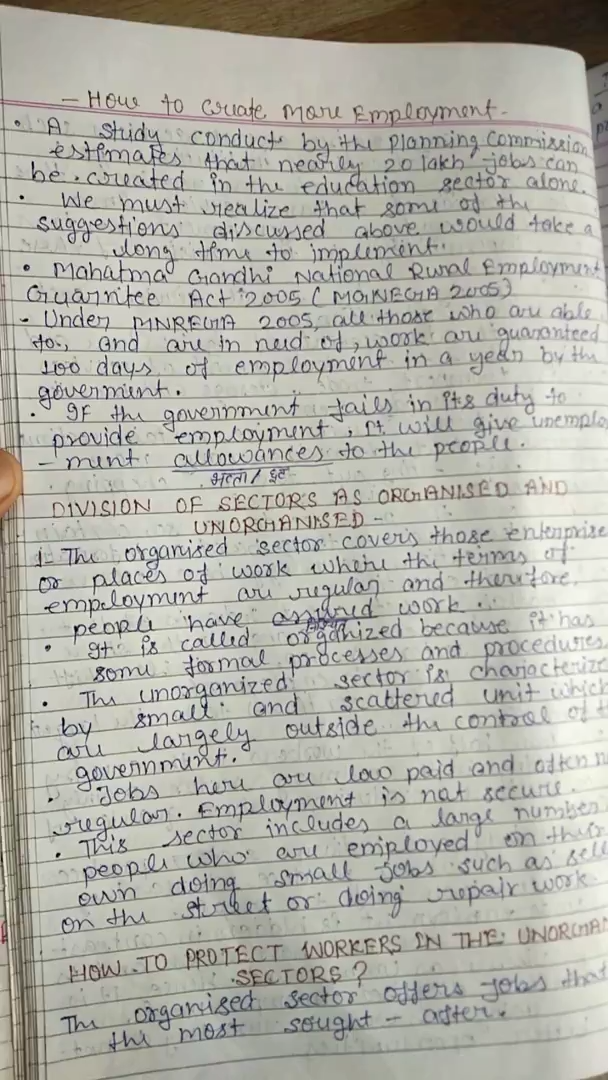 - How to create More Employment -
• A study conduct by the Planning Commission
estimates that nearly 20 lakh jobs can
be created in the education sector alone.
• We must realize that some of the
suggestions discussed above would take a
long time to implement.
• Mahatma Gandhi National Rural Employment
Guarntee Act 2005 (MGNEGA 2005)
- Under MNREGA 2005, all those who are able
to, and are in need of, work are guaranteed
100 days of employment in a year by the
goverment.
• If the government fails in its duty to
provide employment, it will give unemplo
- ment allowances to the people.
भत्ता /
DIVISION OF SECTORS AS ORGANISED AND
UNORGANISED -
1- The organised sector covers those enterprise
or places of work where the terms of
employment are regular and therefore,
people have assured work.
• It is called organized because it has
some formal processes and procedures.
• The unorganized sector is characterize
by small and scattered unit which
are largely outside the control of t
government.
• Jobs here are low paid and often n
regular. Employment is not secure.
• This sector includes a large number
people who are employed on their
own doing small jobs such as sell
on the street or doing repair work.
HOW TO PROTECT WORKERS IN THE UNORGA
SECTORS ?
The organised sector offers jobs that
the most sought - after.